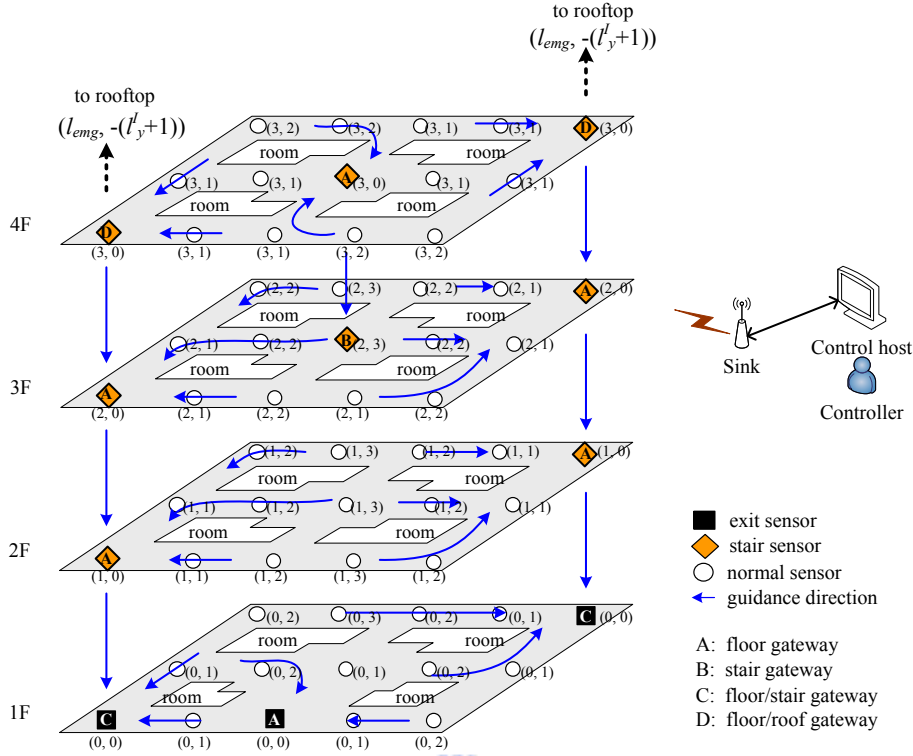 to rooftop
(l_emg, -(l^I_y+1))
to rooftop
(l_emg, -(l^I_y+1))
(3, 2) (3, 2) (3, 1) (3, 1) D (3, 0)
room room
(3, 1) (3, 1) A (3, 0) (3, 1) (3, 1)
room room
4F
D
(3, 0) (3, 1) (3, 1) (3, 2) (3, 2)
(2, 2) (2, 3) (2, 2) (2, 1) A (2, 0)
room room
(2, 1) B (2, 3) (2, 2) (2, 1)
room room
3F
A
(2, 0) (2, 1) (2, 2) (2, 1) (2, 2)
Sink
Control host
Controller
(1, 2) (1, 3) (1, 2) (1, 1) A (1, 0)
room room
(1, 1) (1, 2) (1, 3) (1, 2) (1, 1)
room room
2F
A
(1, 0) (1, 1) (1, 2) (1, 3) (1, 2)
(0, 2) (0, 3) (0, 2) (0, 1) C (0, 0)
room room
(0, 1) (0, 2) (0, 1) (0, 2) (0, 1)
room room
1F
C A
(0, 0) (0, 1) (0, 0) (0, 1) (0, 2)
exit sensor
stair sensor
normal sensor
guidance direction
A: floor gateway
B: stair gateway
C: floor/stair gateway
D: floor/roof gateway